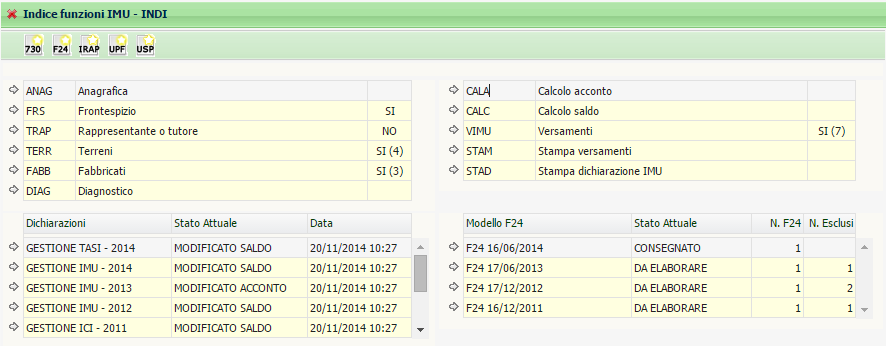 Indice funzioni IMU - INDI
730 F24 IRAP UPF USP
ANAG Anagrafica
FRS Frontespizio SI
TRAP Rappresentante o tutore NO
TERR Terreni SI (4)
FABB Fabbricati SI (3)
DIAG Diagnostico
CALA Calcolo acconto
CALC Calcolo saldo
VIMU Versamenti SI (7)
STAM Stampa versamenti
STAD Stampa dichiarazione IMU
Dichiarazioni Stato Attuale Data
GESTIONE TASI - 2014 MODIFICATO SALDO 20/11/2014 10:27
GESTIONE IMU - 2014 MODIFICATO SALDO 20/11/2014 10:27
GESTIONE IMU - 2013 MODIFICATO ACCONTO 20/11/2014 10:27
GESTIONE IMU - 2012 MODIFICATO SALDO 20/11/2014 10:27
GESTIONE ICI - 2011 MODIFICATO SALDO 20/11/2014 10:27
Modello F24 Stato Attuale N. F24 N. Esclusi
F24 16/06/2014 CONSEGNATO 1
F24 17/06/2013 DA ELABORARE 1 1
F24 17/12/2012 DA ELABORARE 1 2
F24 16/12/2011 DA ELABORARE 1 1